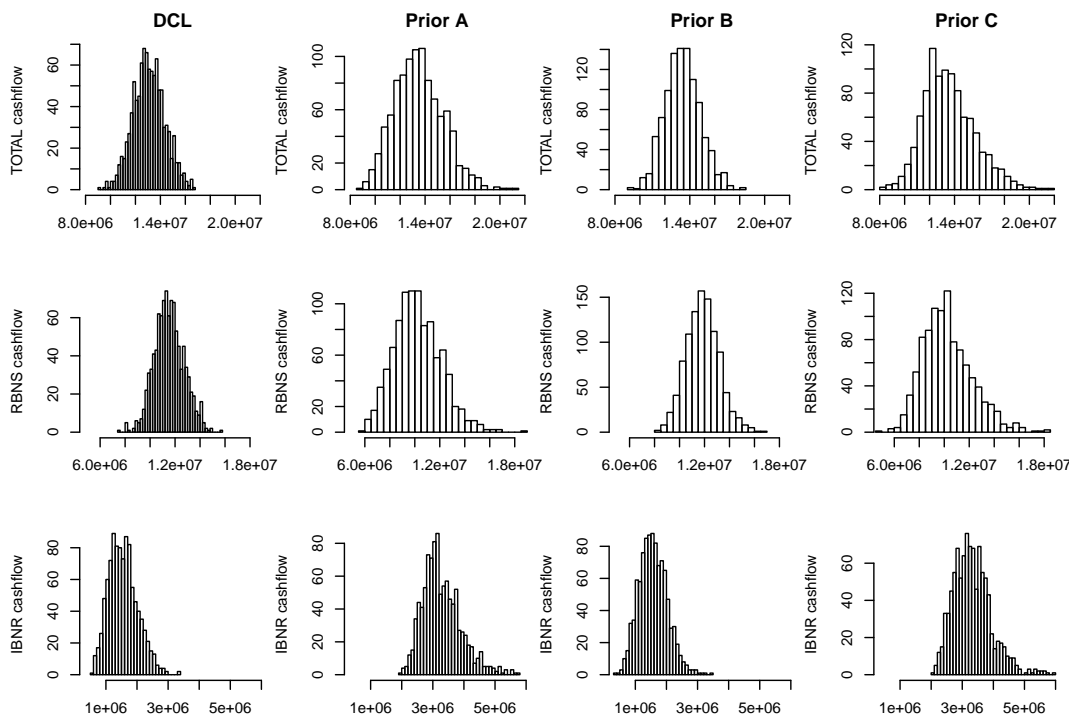 DCL Prior A Prior B Prior C
TOTAL cashflow
0 20 40 60
8.0e+06 1.4e+07 2.0e+07
TOTAL cashflow
0 20 60 100
8.0e+06 1.4e+07 2.0e+07
TOTAL cashflow
0 40 80 120
8.0e+06 1.4e+07 2.0e+07
TOTAL cashflow
0 40 80 120
8.0e+06 1.4e+07 2.0e+07
RBNS cashflow
0 20 40 60
6.0e+06 1.2e+07 1.8e+07
RBNS cashflow
0 20 60 100
6.0e+06 1.2e+07 1.8e+07
RBNS cashflow
0 50 100 150
6.0e+06 1.2e+07 1.8e+07
RBNS cashflow
0 40 80 120
6.0e+06 1.2e+07 1.8e+07
IBNR cashflow
0 20 40 60 80
1e+06 3e+06 5e+06
IBNR cashflow
0 20 40 60 80
1e+06 3e+06 5e+06
IBNR cashflow
0 20 40 60 80
1e+06 3e+06 5e+06
IBNR cashflow
0 20 40 60
1e+06 3e+06 5e+06